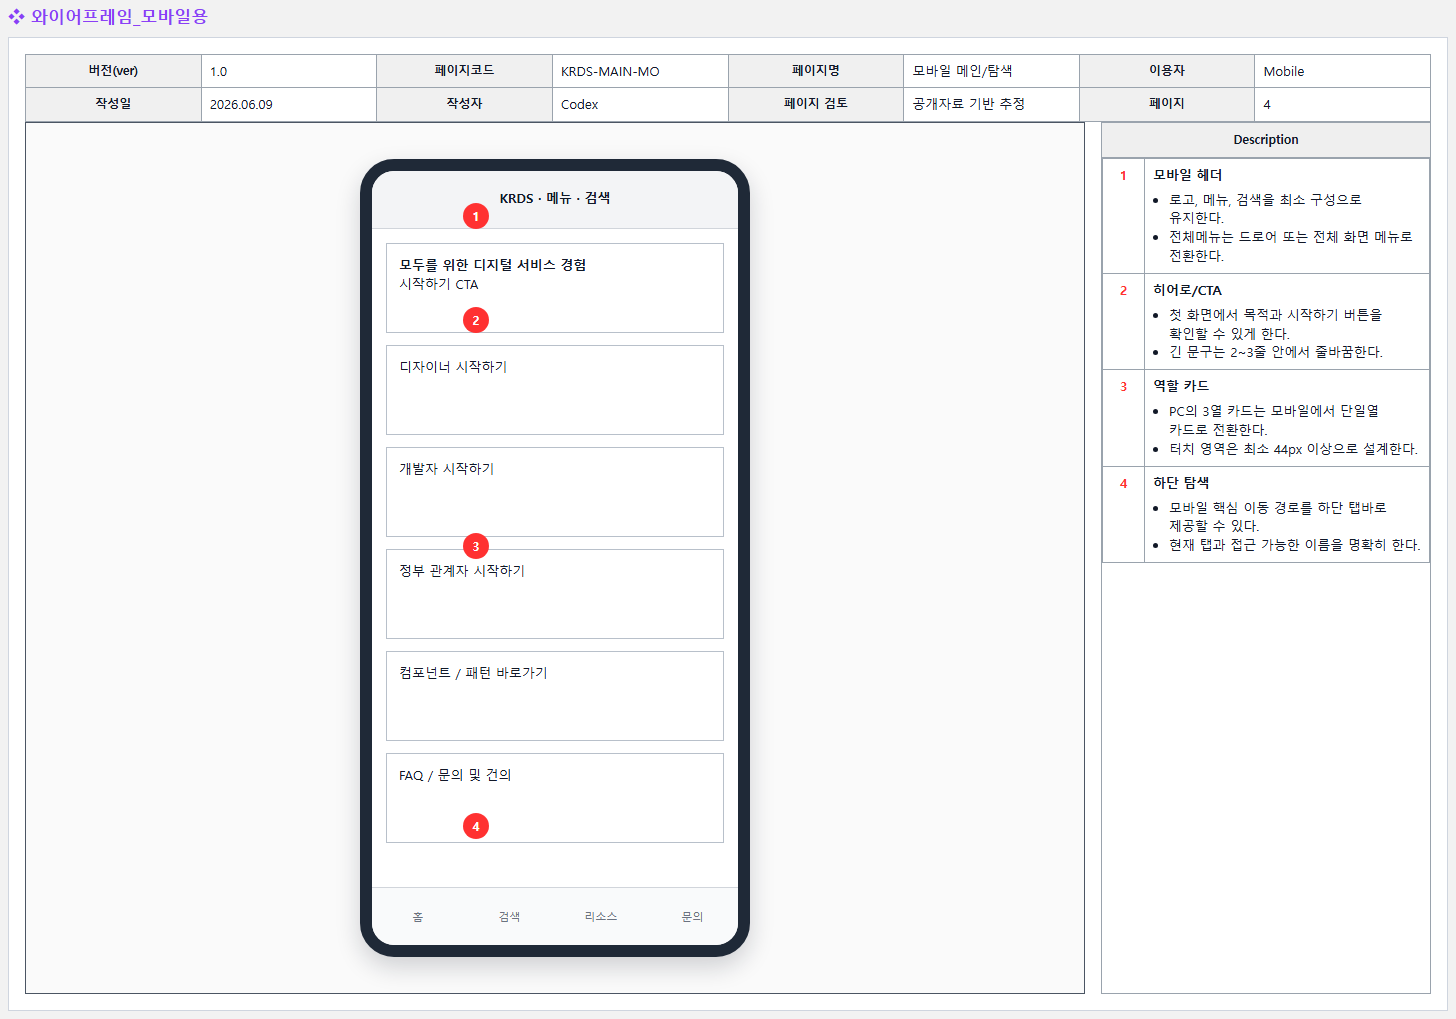 와이어프레임_모바일용
버전(ver) 1.0 페이지코드 KRDS-MAIN-MO 페이지명 모바일 메인/탐색 이용자 Mobile
작성일 2026.06.09 작성자 Codex 페이지 검토 공개자료 기반 추정 페이지 4
KRDS · 메뉴 · 검색
1
모두를 위한 디지털 서비스 경험
시작하기 CTA
2
디자이너 시작하기
개발자 시작하기
3
정부 관계자 시작하기
컴포넌트 / 패턴 바로가기
FAQ / 문의 및 건의
4
홈 검색 리소스 문의
Description
1 모바일 헤더
• 로고, 메뉴, 검색을 최소 구성으로
유지한다.
• 전체메뉴는 드로어 또는 전체 화면 메뉴로
전환한다.
2 히어로/CTA
• 첫 화면에서 목적과 시작하기 버튼을
확인할 수 있게 한다.
• 긴 문구는 2~3줄 안에서 줄바꿈한다.
3 역할 카드
• PC의 3열 카드는 모바일에서 단일열
카드로 전환한다.
• 터치 영역은 최소 44px 이상으로 설계한다.
4 하단 탐색
• 모바일 핵심 이동 경로를 하단 탭바로
제공할 수 있다.
• 현재 탭과 접근 가능한 이름을 명확히 한다.